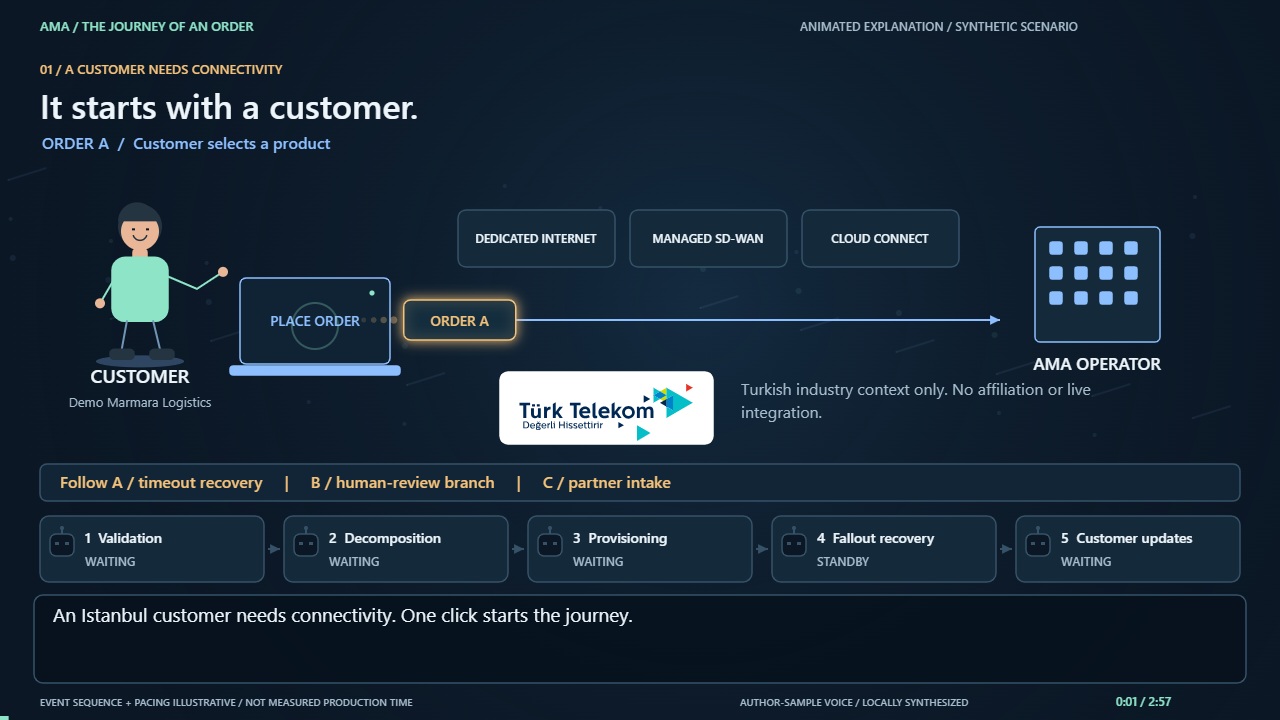 AMA / THE JOURNEY OF AN ORDER
ANIMATED EXPLANATION / SYNTHETIC SCENARIO
01 / A CUSTOMER NEEDS CONNECTIVITY
It starts with a customer.
ORDER A / Customer selects a product
DEDICATED INTERNET
MANAGED SD-WAN
CLOUD CONNECT
PLACE ORDER
ORDER A
CUSTOMER
Demo Marmara Logistics
AMA OPERATOR
Türk Telekom
Değerli Hissettirir
Turkish industry context only. No affiliation or live
integration.
Follow A / timeout recovery | B / human-review branch | C / partner intake
1 Validation
WAITING
2 Decomposition
WAITING
3 Provisioning
WAITING
4 Fallout recovery
STANDBY
5 Customer updates
WAITING
An Istanbul customer needs connectivity. One click starts the journey.
EVENT SEQUENCE + PACING ILLUSTRATIVE / NOT MEASURED PRODUCTION TIME
AUTHOR-SAMPLE VOICE / LOCALLY SYNTHESIZED
0:01 / 2:57